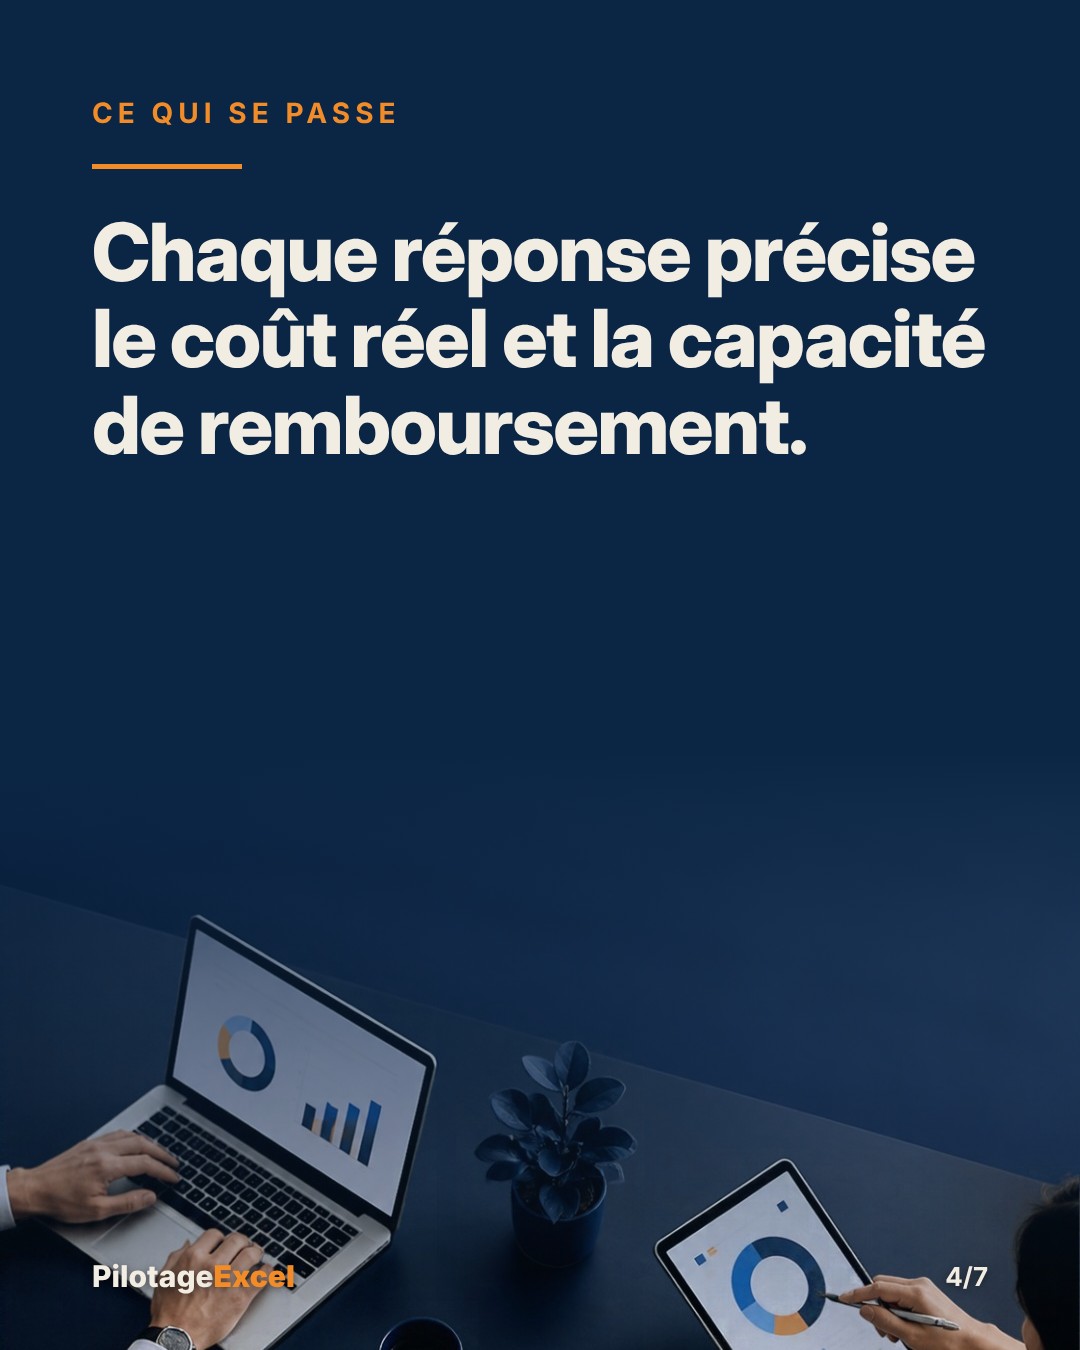 CE QUI SE PASSE
Chaque réponse précise
le coût réel et la capacité
de remboursement.
PilotageExcel
4/7